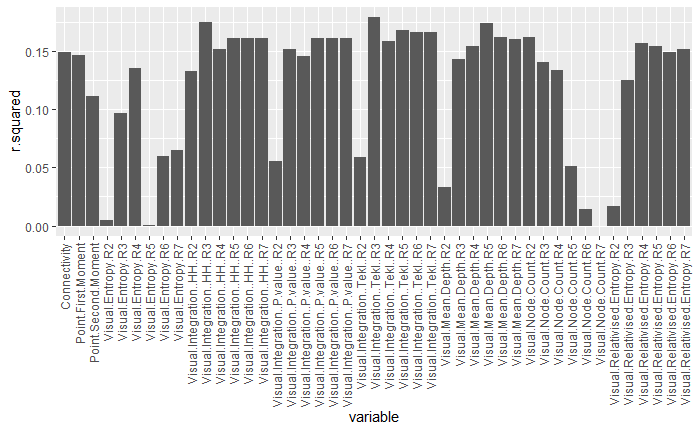 r.squared
0.15
0.10
0.05
0.00
Connectivity
Point.First.Moment
Point.Second.Moment
Visual.Entropy.R2
Visual.Entropy.R3
Visual.Entropy.R4
Visual.Entropy.R5
Visual.Entropy.R6
Visual.Entropy.R7
Visual.Integration..HH..R2
Visual.Integration..HH..R3
Visual.Integration..HH..R4
Visual.Integration..HH..R5
Visual.Integration..HH..R6
Visual.Integration..HH..R7
Visual.Integration..P.value..R2
Visual.Integration..P.value..R3
Visual.Integration..P.value..R4
Visual.Integration..P.value..R5
Visual.Integration..P.value..R6
Visual.Integration..P.value..R7
Visual.Integration..Tekl..R2
Visual.Integration..Tekl..R3
Visual.Integration..Tekl..R4
Visual.Integration..Tekl..R5
Visual.Integration..Tekl..R6
Visual.Integration..Tekl..R7
Visual.Mean.Depth.R2
Visual.Mean.Depth.R3
Visual.Mean.Depth.R4
Visual.Mean.Depth.R5
Visual.Mean.Depth.R6
Visual.Mean.Depth.R7
Visual.Node.Count.R2
Visual.Node.Count.R3
Visual.Node.Count.R4
Visual.Node.Count.R5
Visual.Node.Count.R6
Visual.Node.Count.R7
Visual.Relativised.Entropy.R2
Visual.Relativised.Entropy.R3
Visual.Relativised.Entropy.R4
Visual.Relativised.Entropy.R5
Visual.Relativised.Entropy.R6
Visual.Relativised.Entropy.R7
variable